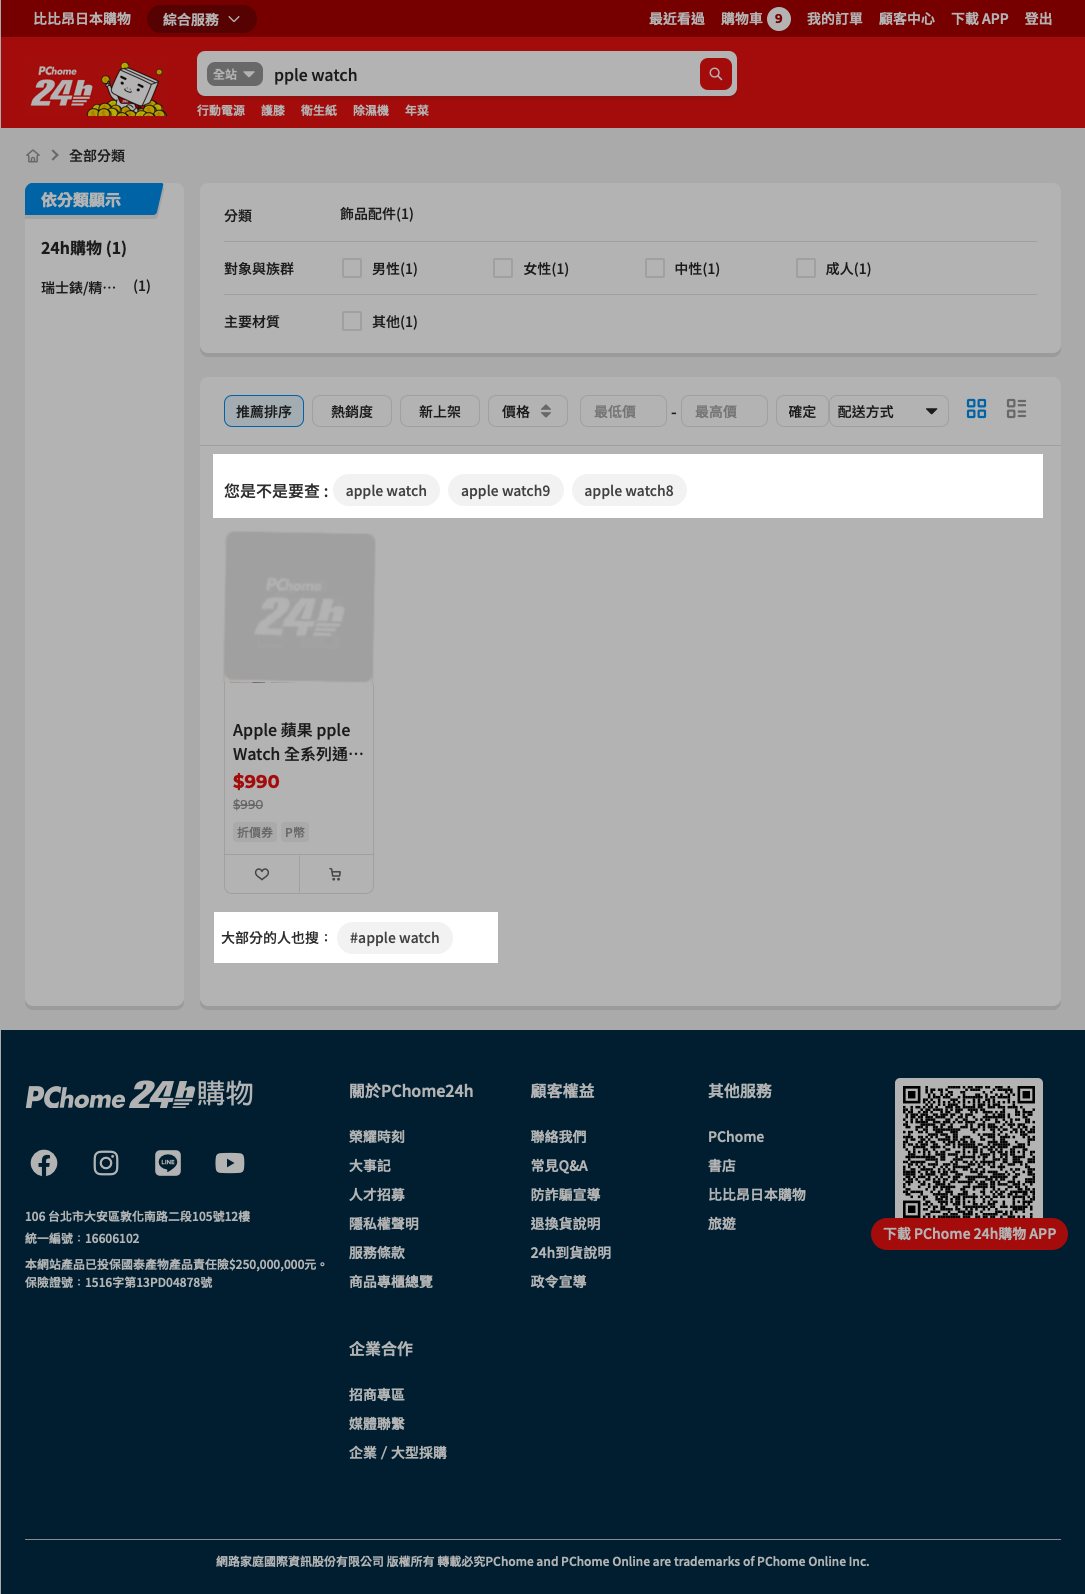 比比昂日本購物 綜合服務 最近看過 購物車 9 我的訂單 顧客中心 下載 APP 登出
PChome
24h
全站 pple watch
行動電源 護膝 衛生紙 除濕機 年菜
全部分類
依分類顯示
24h購物 (1)
瑞士錶/精⋯ (1)
分類 飾品配件(1)
對象與族群 男性(1) 女性(1) 中性(1) 成人(1)
主要材質 其他(1)
推薦排序 熱銷度 新上架 價格 最低價 - 最高價 確定 配送方式
您是不是要查 : apple watch apple watch9 apple watch8
PChome
24h
Apple 蘋果 pple
Watch 全系列通⋯
$990
$990
折價券 P幣
大部分的人也搜： #apple watch
PChome 24h購物
LINE
106 台北市大安區敦化南路二段105號12樓
統一編號：16606102
本網站產品已投保國泰產物產品責任險$250,000,000元。
保險證號：1516字第13PD04878號
關於PChome24h
榮耀時刻
大事記
人才招募
隱私權聲明
服務條款
商品專櫃總覽
企業合作
招商專區
媒體聯繫
企業 / 大型採購
顧客權益
聯絡我們
常見Q&A
防詐騙宣導
退換貨說明
24h到貨說明
政令宣導
其他服務
PChome
書店
比比昂日本購物
旅遊
下載 PChome 24h購物 APP
網路家庭國際資訊股份有限公司 版權所有 轉載必究PChome and PChome Online are trademarks of PChome Online Inc.